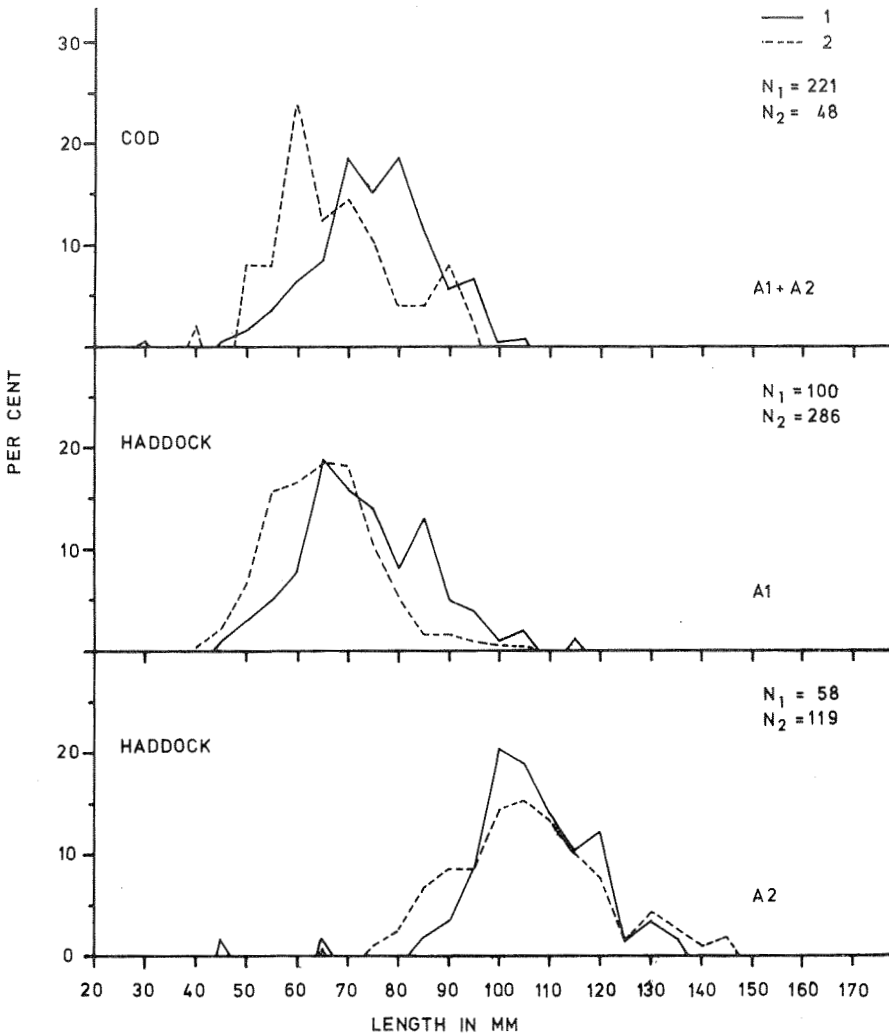 1
2
30
N1 = 221
N2 = 48
COD
20
10
A1 + A2
N1 = 100
N2 = 286
PER CENT
HADDOCK
20
10
A1
N1 = 58
N2 = 119
HADDOCK
20
10
A2
0
20 30 40 50 60 70 80 90 100 110 120 130 140 150 160 170
LENGTH IN MM